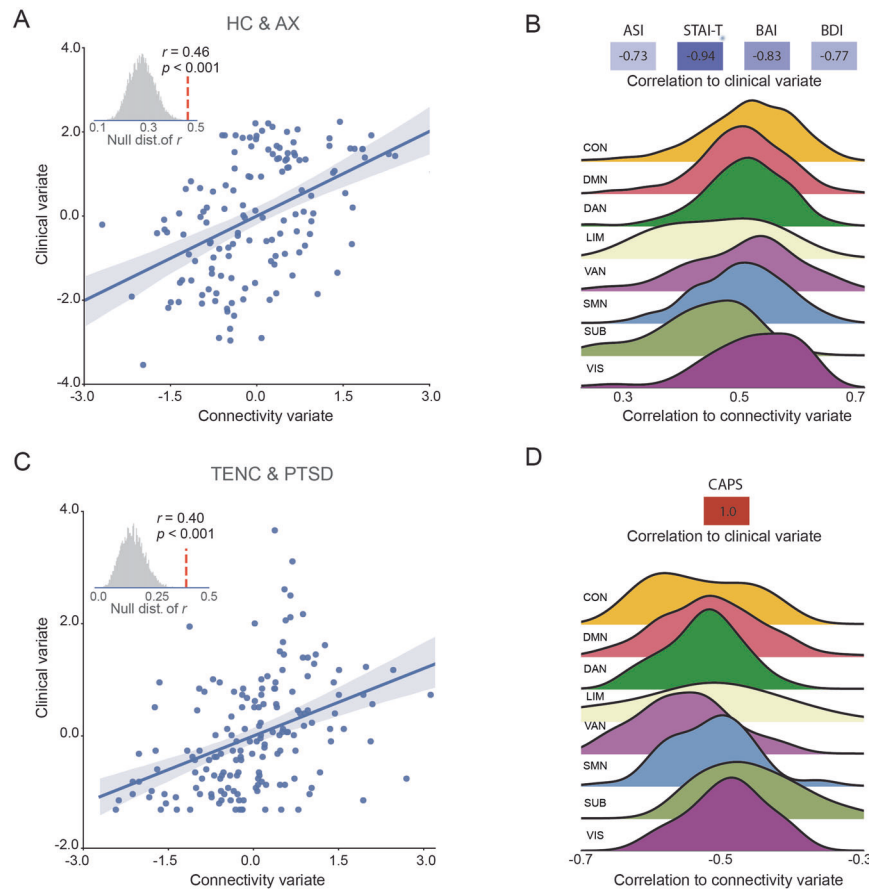 A
HC & AX
r = 0.46
p < 0.001
0.1 0.3 0.5
Null dist.of r
4.0
2.0
0.0
-2.0
-4.0
Clinical variate
-3.0 -1.5 0.0 1.5 3.0
Connectivity variate
B
ASI STAI-T* BAI BDI
-0.73 -0.94 -0.83 -0.77
Correlation to clinical variate
CON
DMN
DAN
LIM
VAN
SMN
SUB
VIS
0.3 0.5 0.7
Correlation to connectivity variate
C
TENC & PTSD
r = 0.40
p < 0.001
0.0 0.25 0.5
Null dist. of r
4.0
2.0
0.0
-2.0
Clinical variate
-3.0 -1.5 0.0 1.5 3.0
Connectivity variate
D
CAPS
1.0
Correlation to clinical variate
CON
DMN
DAN
LIM
VAN
SMN
SUB
VIS
-0.7 -0.5 -0.3
Correlation to connectivity variate